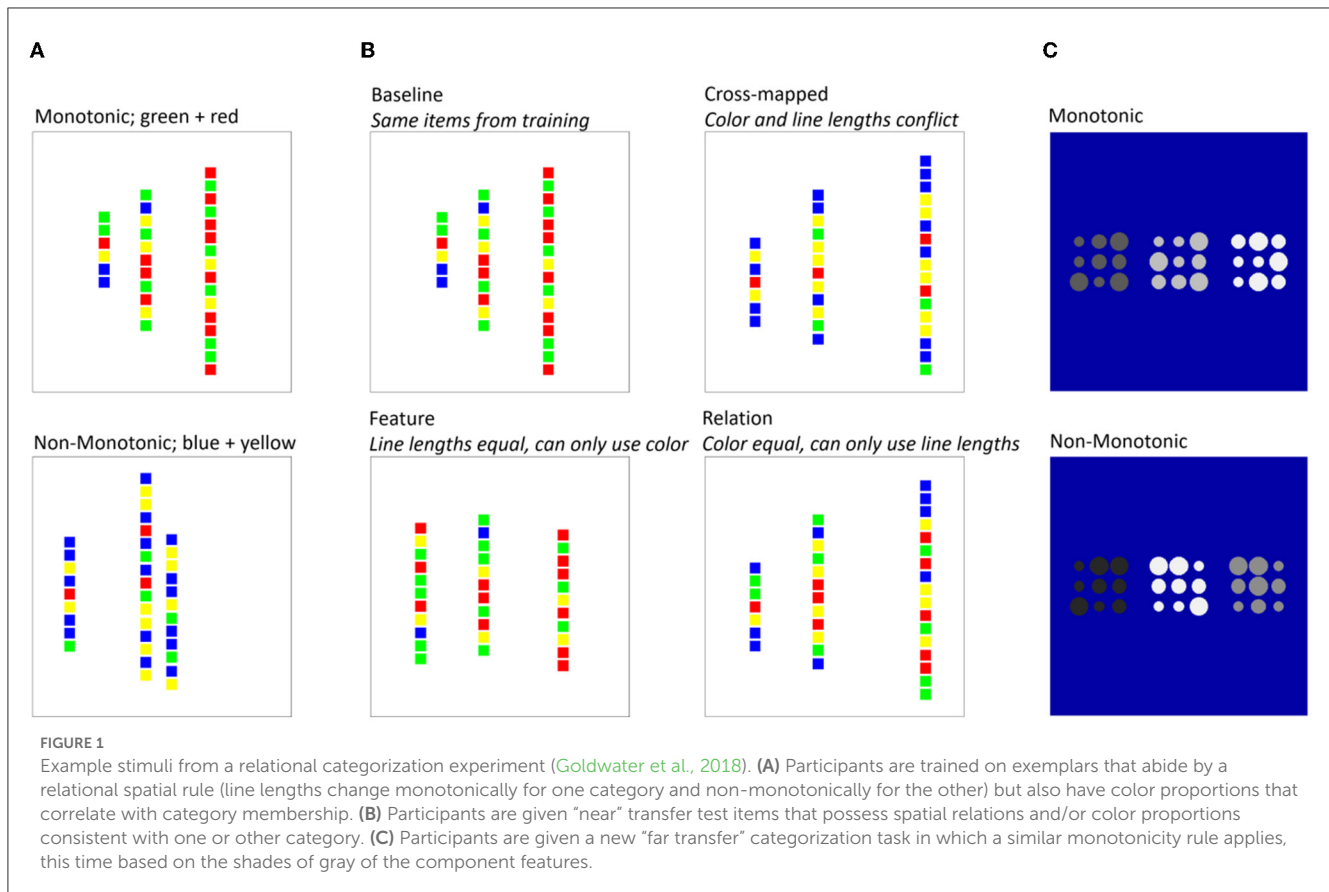 A
B
C
Monotonic; green + red
Baseline
Same items from training
Cross-mapped
Color and line lengths conflict
Monotonic
Non-Monotonic; blue + yellow
Feature
Line lengths equal, can only use color
Relation
Color equal, can only use line lengths
Non-Monotonic
FIGURE 1
Example stimuli from a relational categorization experiment (Goldwater et al., 2018). (A) Participants are trained on exemplars that abide by a
relational spatial rule (line lengths change monotonically for one category and non-monotonically for the other) but also have color proportions that
correlate with category membership. (B) Participants are given “near” transfer test items that possess spatial relations and/or color proportions
consistent with one or other category. (C) Participants are given a new “far transfer” categorization task in which a similar monotonicity rule applies,
this time based on the shades of gray of the component features.